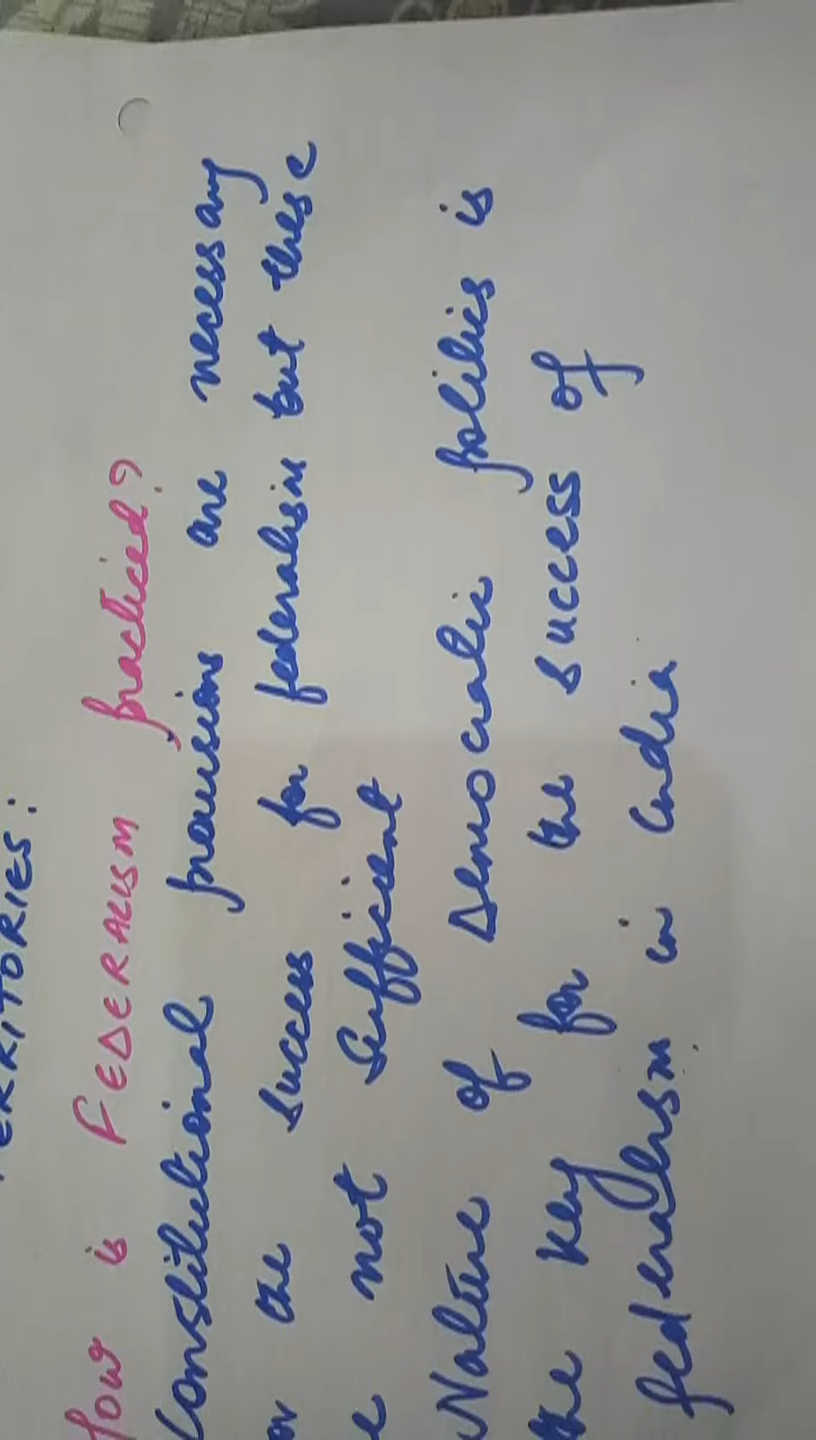 ERRITORIES:
How is FEDERALISM practiced?
Constitutional provisions are necessary
or the success for federalism but these
e not sufficient
Nature of Democratic politics is
the key for the success of
federalism in India